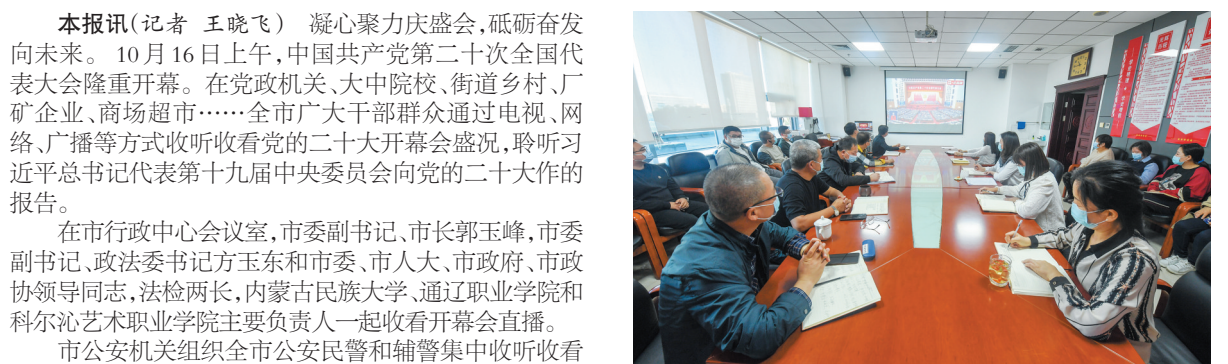 本报讯(记者 王晓飞) 凝心聚力庆盛会,砥砺奋发
向未来。 10月16日上午,中国共产党第二十次全国代
表大会隆重开幕。在党政机关、大中院校、街道乡村、厂
矿企业、商场超市……全市广大干部群众通过电视、网
络、广播等方式收听收看党的二十大开幕会盛况,聆听习
近平总书记代表第十九届中央委员会向党的二十大作的
报告。
在市行政中心会议室,市委副书记、市长郭玉峰,市委
副书记、政法委书记方玉东和市委、市人大、市政府、市政
协领导同志,法检两长,内蒙古民族大学、通辽职业学院和
科尔沁艺术职业学院主要负责人一起收看开幕会直播。
市公安机关组织全市公安民警和辅警集中收听收看